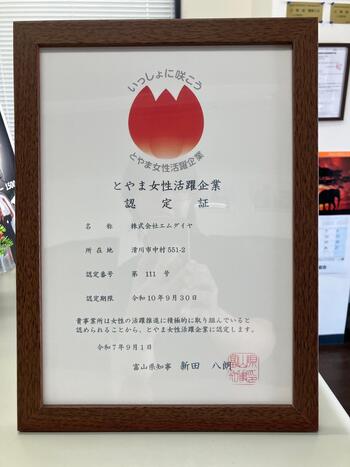 いっしょに咲こう
とやま女性活躍企業
とやま女性活躍企業
認定証
名称 株式会社エムダイヤ
所在地 滑川市中村551-2
認定番号 第 111 号
認定期限 令和10年9月30日
貴事業所は女性の活躍推進に積極的に取り組んでいると
認められることから、とやま女性活躍企業に認定します。
令和7年9月1日
富山県知事 新田 八朗